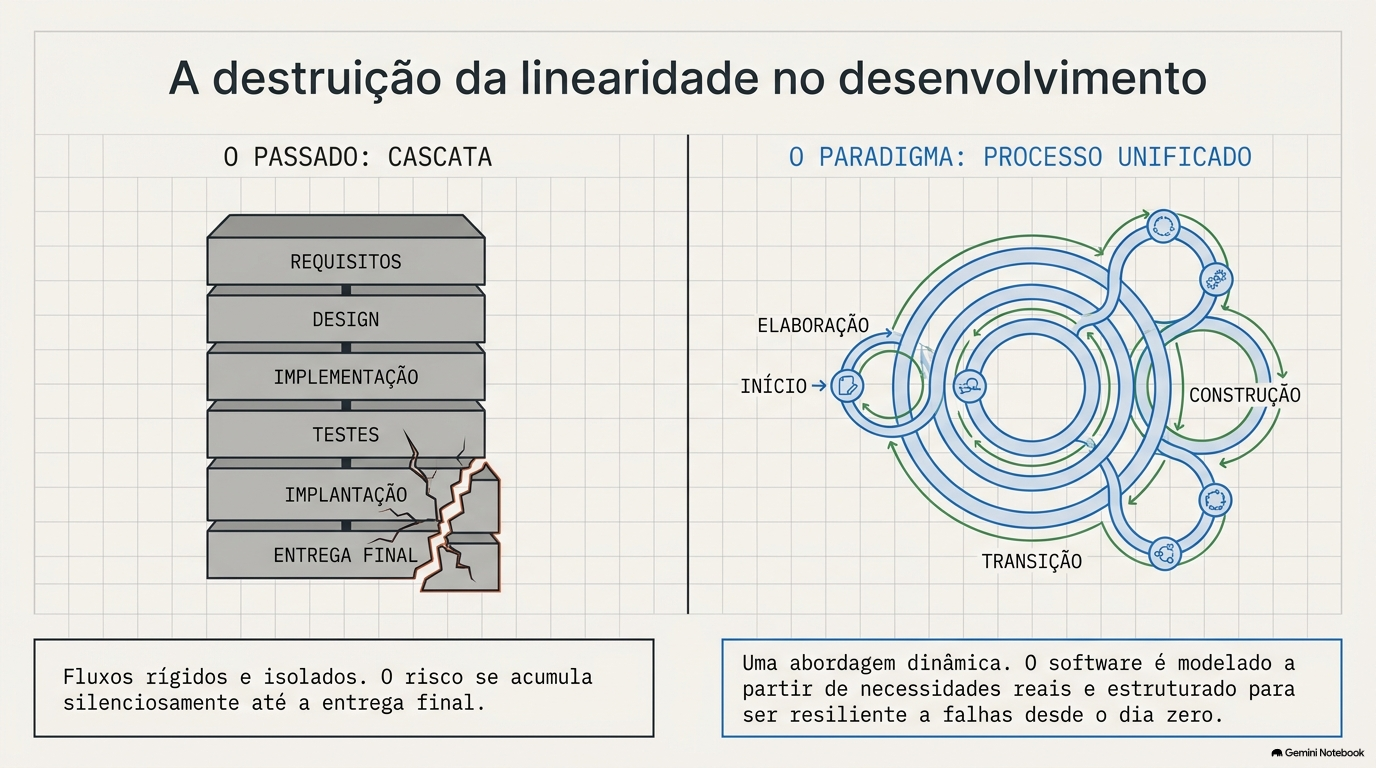 A destruição da linearidade no desenvolvimento
O PASSADO: CASCATA
REQUISITOS
DESIGN
IMPLEMENTAÇÃO
TESTES
IMPLANTAÇÃO
ENTREGA FINAL
Fluxos rígidos e isolados. O risco se acumula
silenciosamente até a entrega final.
O PARADIGMA: PROCESSO UNIFICADO
ELABORAÇÃO
INÍCIO
CONSTRUÇÃO
TRANSIÇÃO
Uma abordagem dinâmica. O software é modelado a
partir de necessidades reais e estruturado para
ser resiliente a falhas desde o dia zero.
Gemini Notebook